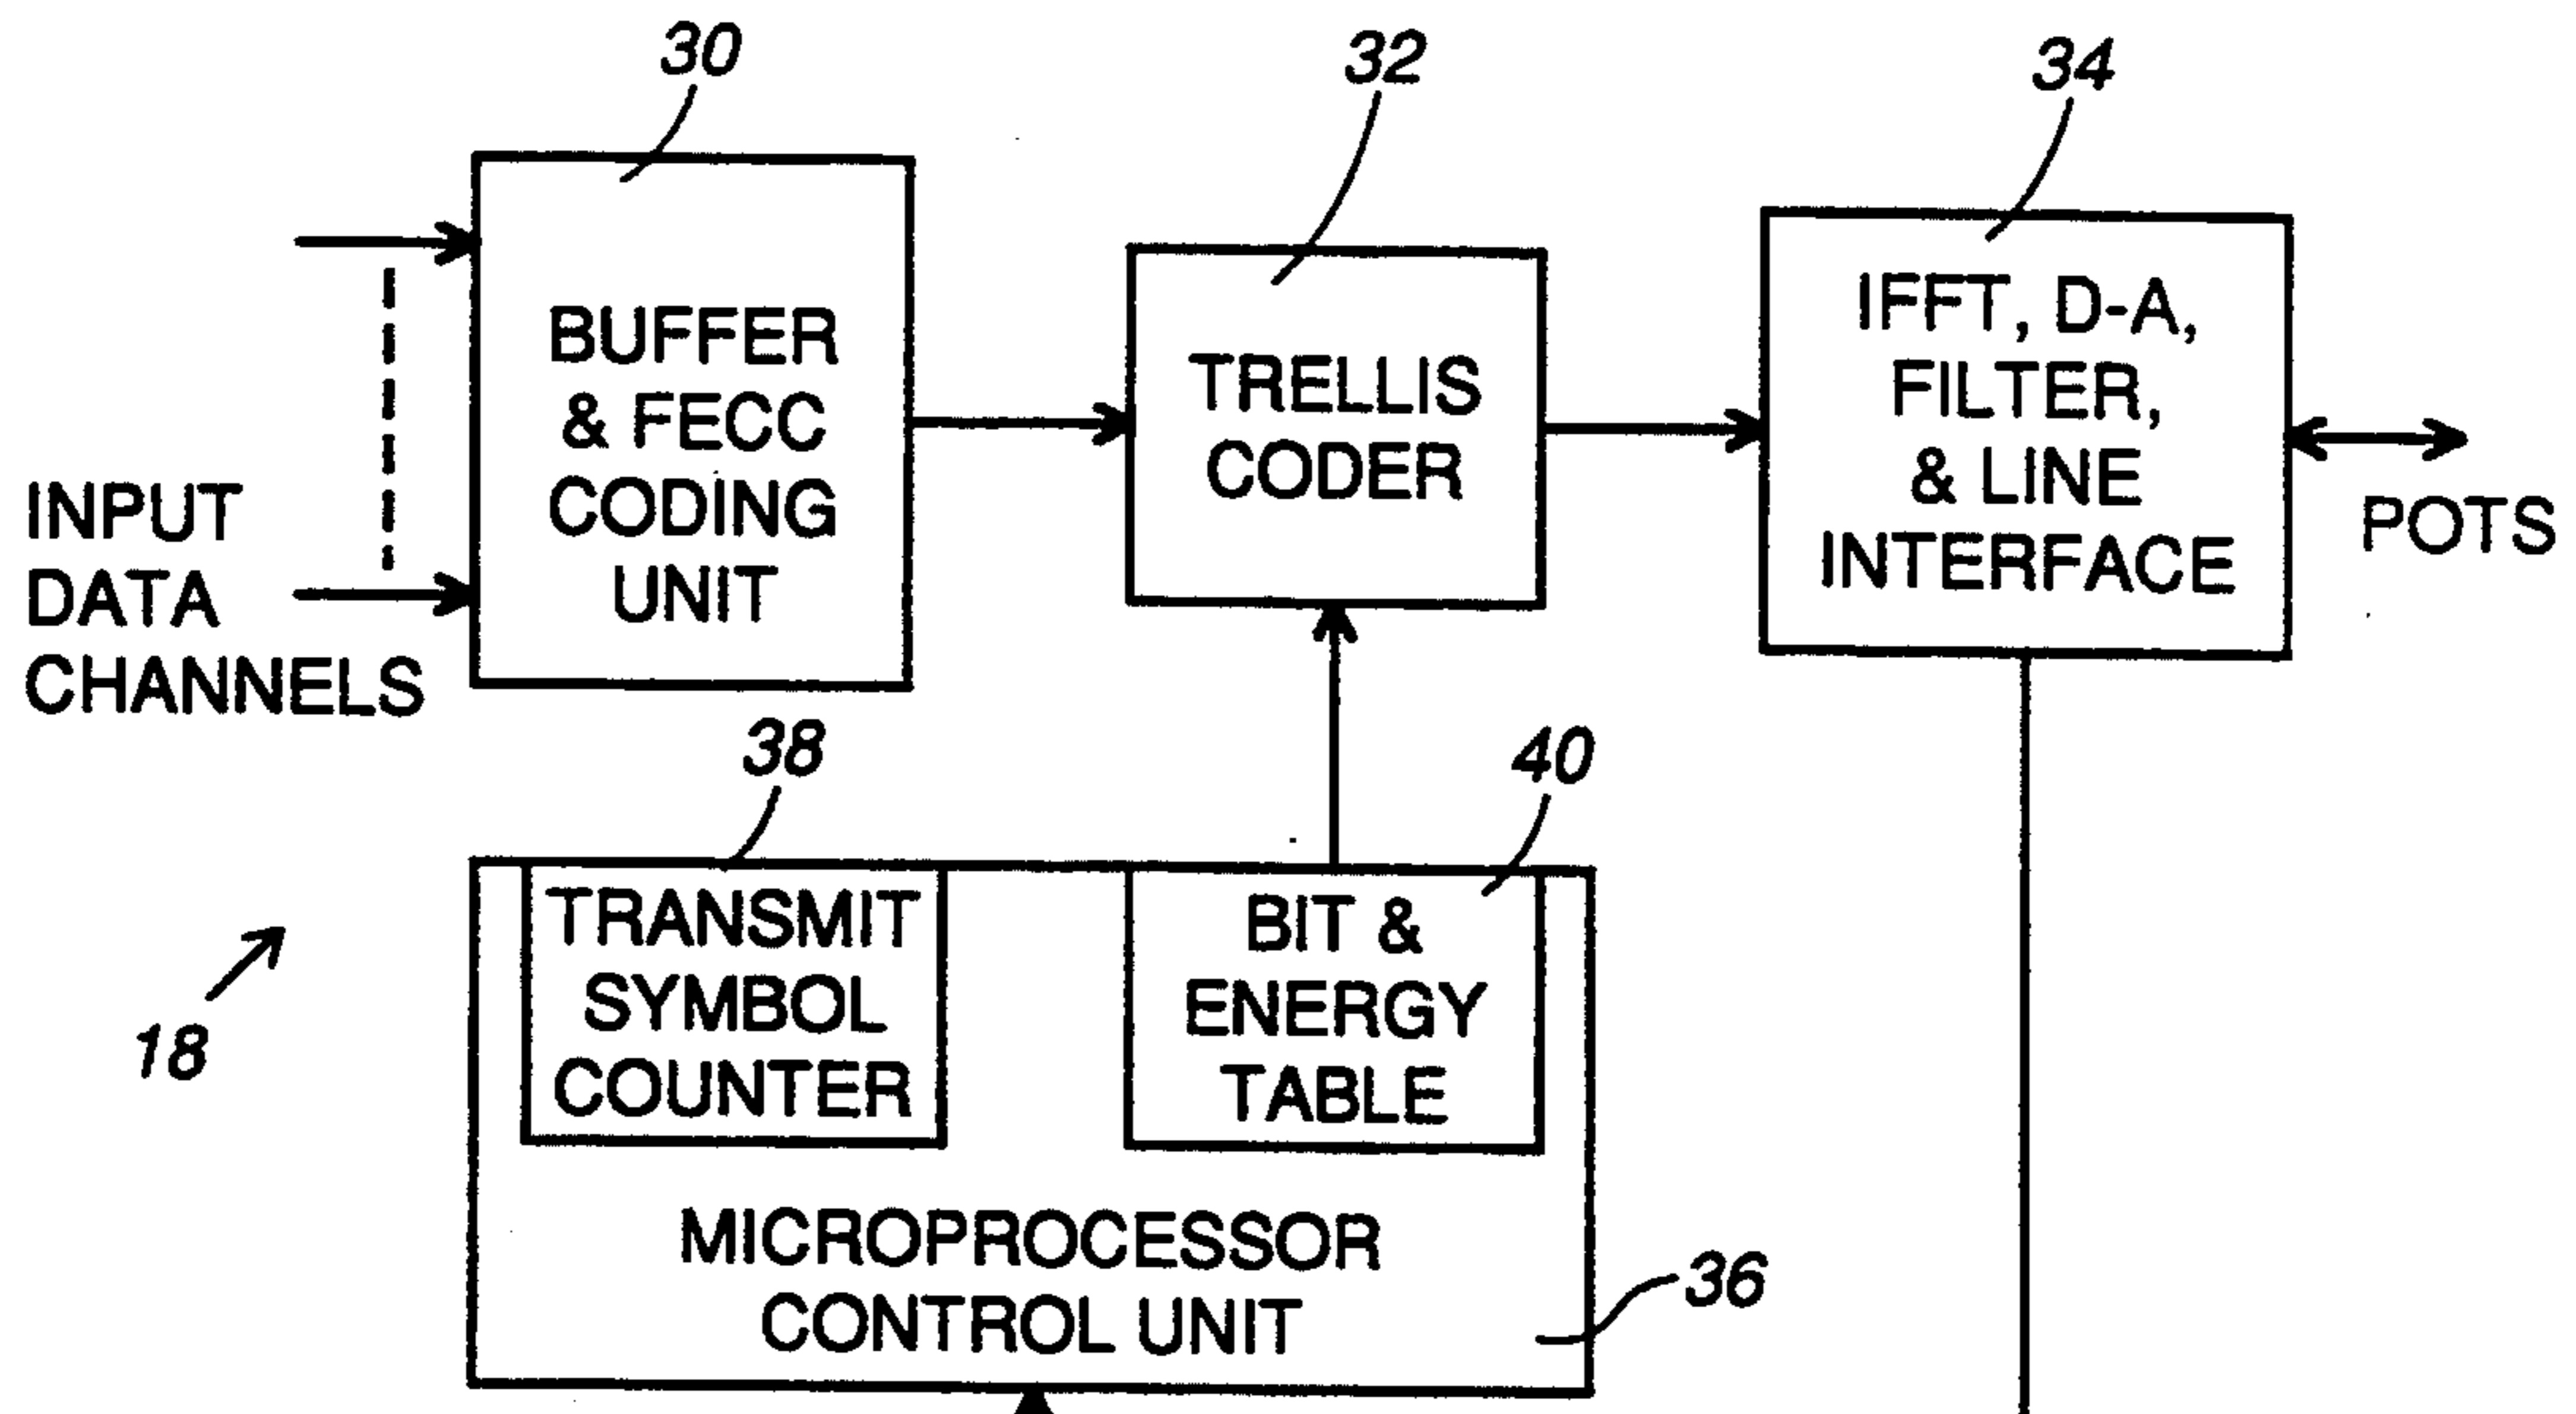 30
32
34
BUFFER
& FECC
CODING
UNIT
TRELLIS
CODER
IFFT, D-A,
FILTER,
& LINE
INTERFACE
INPUT
DATA
CHANNELS
POTS
38
40
TRANSMIT
SYMBOL
COUNTER
BIT &
ENERGY
TABLE
18
MICROPROCESSOR
CONTROL UNIT
36